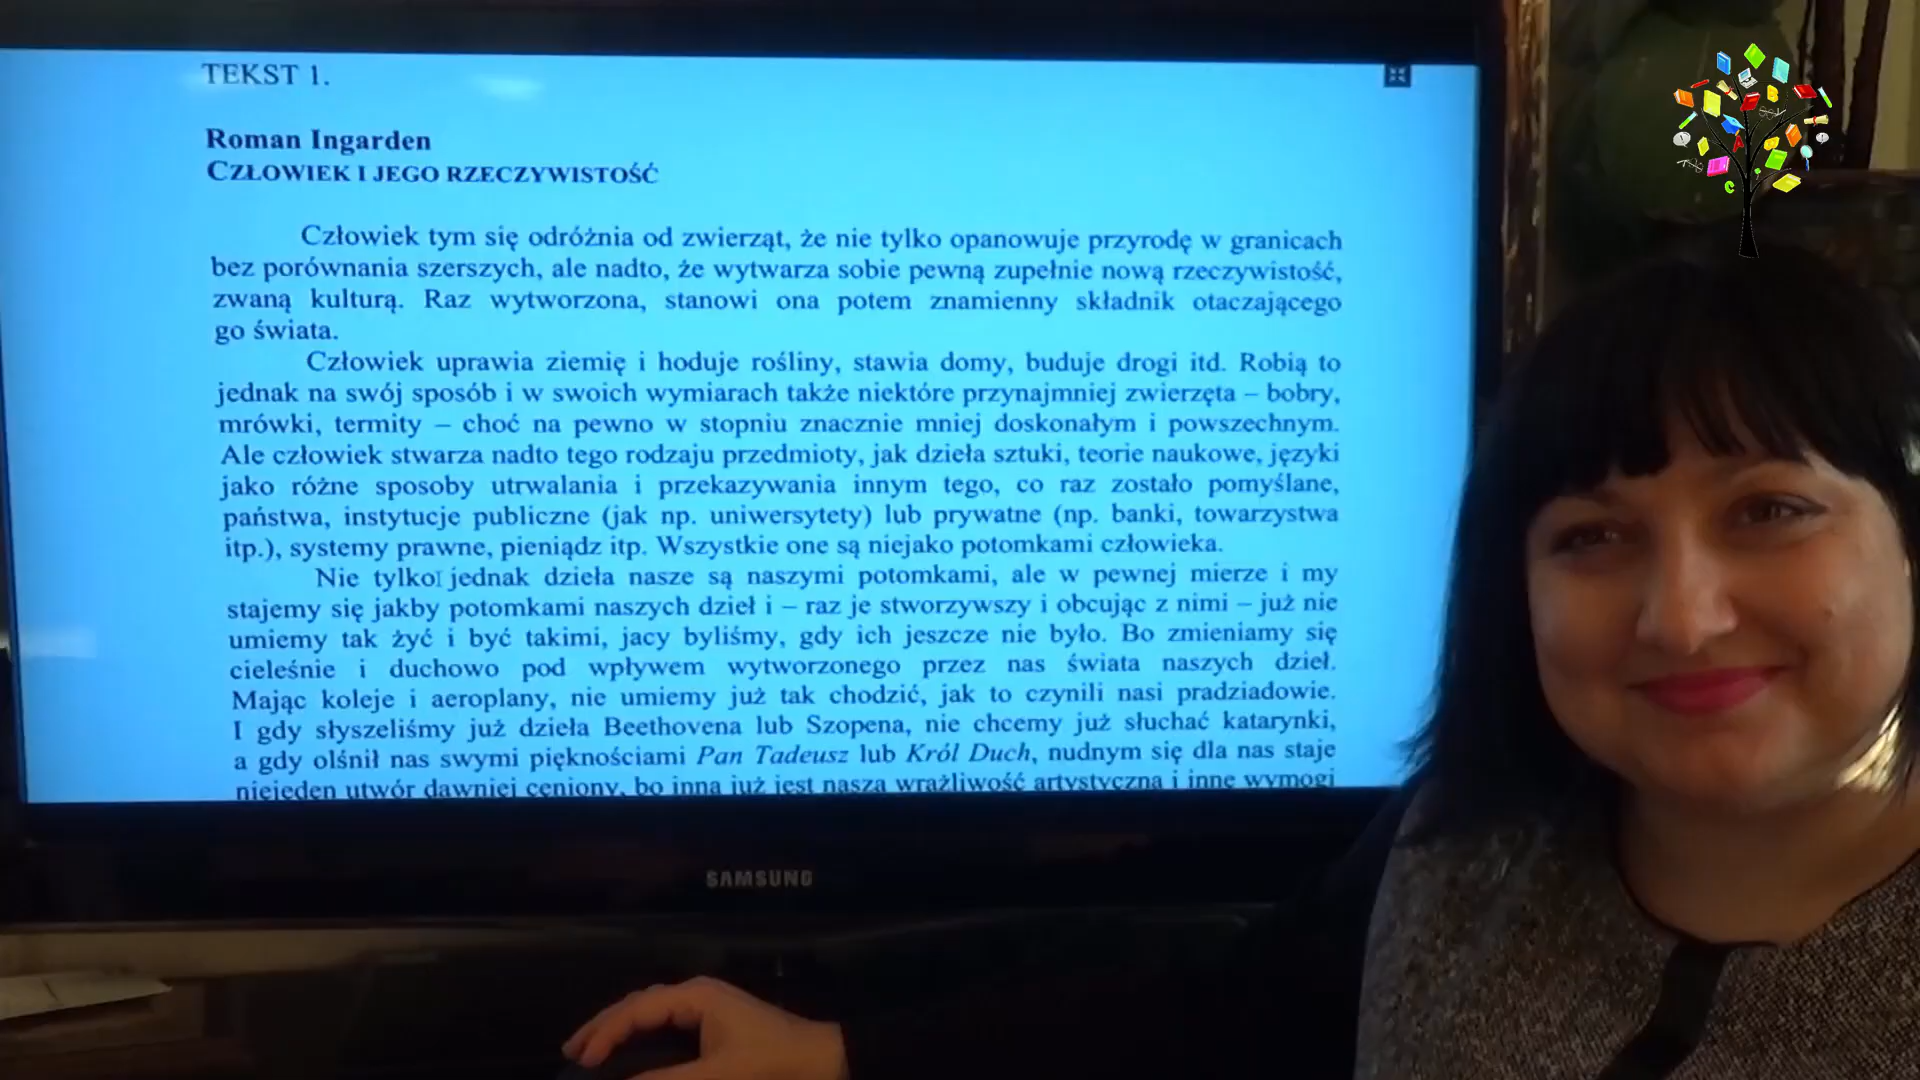 TEKST 1.
Roman Ingarden
CZŁOWIEK I JEGO RZECZYWISTOŚĆ
Człowiek tym się odróżnia od zwierząt, że nie tylko opanowuje przyrodę w granicach
bez porównania szerszych, ale nadto, że wytwarza sobie pewną zupełnie nową rzeczywistość,
zwaną kulturą. Raz wytworzona, stanowi ona potem znamienny składnik otaczającego
go świata.
Człowiek uprawia ziemię i hoduje rośliny, stawia domy, buduje drogi itd. Robią to
jednak na swój sposób i w swoich wymiarach także niektóre przynajmniej zwierzęta – bobry,
mrówki, termity – choć na pewno w stopniu znacznie mniej doskonałym i powszechnym.
Ale człowiek stwarza nadto tego rodzaju przedmioty, jak dzieła sztuki, teorie naukowe, języki
jako różne sposoby utrwalania i przekazywania innym tego, co raz zostało pomyślane,
państwa, instytucje publiczne (jak np. uniwersytety) lub prywatne (np. banki, towarzystwa
itp.), systemy prawne, pieniądz itp. Wszystkie one są niejako potomkami człowieka.
Nie tylko jednak dzieła nasze są naszymi potomkami, ale w pewnej mierze i my
stajemy się jakby potomkami naszych dzieł i – raz je stworzywszy i obcując z nimi – już nie
umiemy tak żyć i być takimi, jacy byliśmy, gdy ich jeszcze nie było. Bo zmieniamy się
cieleśnie i duchowo pod wpływem wytworzonego przez nas świata naszych dzieł.
Mając koleje i aeroplany, nie umiemy już tak chodzić, jak to czynili nasi pradziadowie.
I gdy słyszeliśmy już dzieła Beethovena lub Szopena, nie chcemy już słuchać katarynki,
a gdy olśnił nas swymi pięknościami Pan Tadeusz lub Król Duch, nudnym się dla nas staje
niejeden utwór dawniej ceniony, bo inna już jest nasza wrażliwość artystyczna i inne wymogi
SAMSUNG